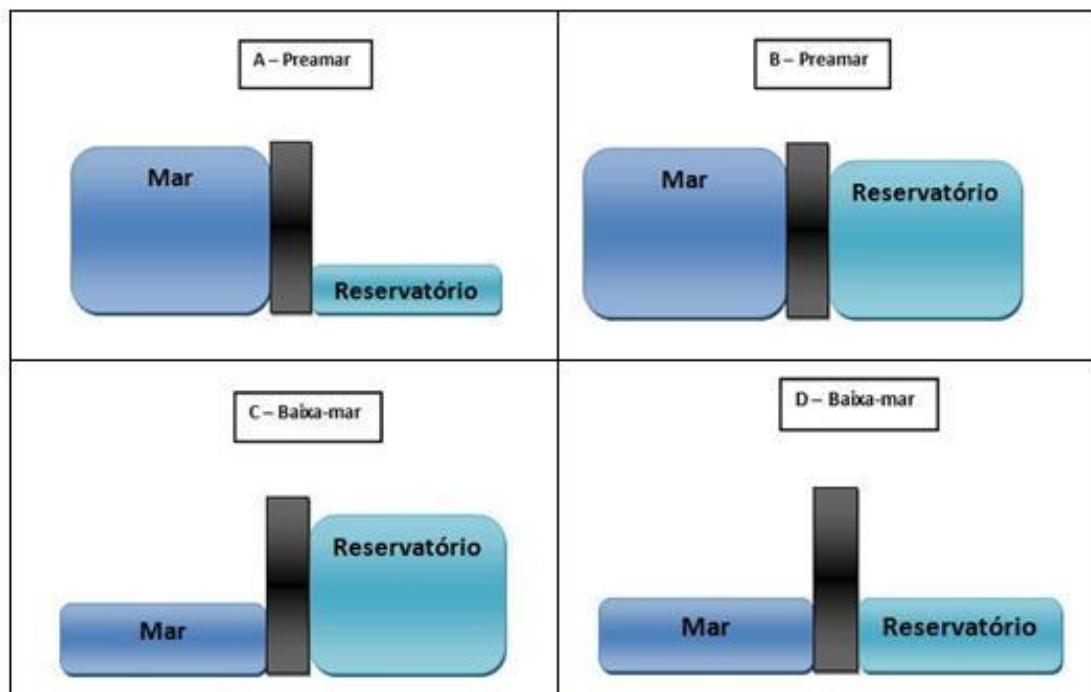 A – Preamar
Mar
Reservatório
B – Preamar
Mar
Reservatório
C – Baixa-mar
Mar
Reservatório
D – Baixa-mar
Mar
Reservatório